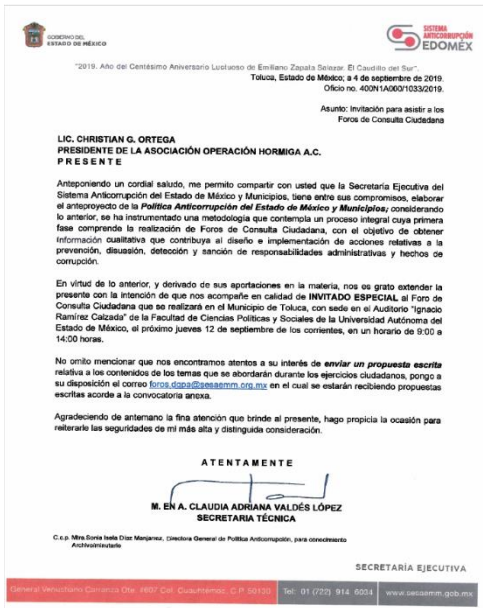 GOBIERNO DEL
ESTADO DE MÉXICO
SISTEMA
ANTICORRUPCIÓN
EDOMÉX
"2019. Año del Centésimo Aniversario Luctuoso de Emiliano Zapata Salazar. El Caudillo del Sur".
Toluca, Estado de México; a 4 de septiembre de 2019.
Oficio no. 400N1A000/1033/2019.
Asunto: Invitación para asistir a los
Foros de Consulta Ciudadana
LIC. CHRISTIAN G. ORTEGA
PRESIDENTE DE LA ASOCIACIÓN OPERACIÓN HORMIGA A.C.
P R E S E N T E
Anteponiendo un cordial saludo, me permito compartir con usted que la Secretaría Ejecutiva del
Sistema Anticorrupción del Estado de México y Municipios, tiene entre sus compromisos, elaborar
el anteproyecto de la Política Anticorrupción del Estado de México y Municipios; considerando
lo anterior, se ha instrumentado una metodología que contempla un proceso integral cuya primera
fase comprende la realización de Foros de Consulta Ciudadana, con el objetivo de obtener
información cualitativa que contribuya al diseño e implementación de acciones relativas a la
prevención, disuasión, detección y sanción de responsabilidades administrativas y hechos de
corrupción.
En virtud de lo anterior, y derivado de sus aportaciones en la materia, nos es grato extender la
presente con la intención de que nos acompañe en calidad de INVITADO ESPECIAL al Foro de
Consulta Ciudadana que se realizará en el Municipio de Toluca, con sede en el Auditorio "Ignacio
Ramírez Calzada" de la Facultad de Ciencias Políticas y Sociales de la Universidad Autónoma del
Estado de México, el próximo jueves 12 de septiembre de los corrientes, en un horario de 9:00 a
14:00 horas.
No omito mencionar que nos encontramos atentos a su interés de enviar un propuesta escrita
relativa a los contenidos de los temas que se abordarán durante los ejercicios ciudadanos, pongo a
su disposición el correo foros.dgpa@sesaemm.org.mx en el cual se estarán recibiendo propuestas
escritas acorde a la convocatoria anexa.
Agradeciendo de antemano la fina atención que brinde al presente, hago propicia la ocasión para
reiterarle las seguridades de mi más alta y distinguida consideración.
A T E N T A M E N T E
M. EN A. CLAUDIA ADRIANA VALDÉS LÓPEZ
SECRETARIA TÉCNICA
C.c.p. Mtra. Sonia Isela Díaz Manjarrez, Directora General de Política Anticorrupción, para conocimiento
Archivo/minutario
SECRETARÍA EJECUTIVA
General Venustiano Carranza Ote. #607 Col. Cuauhtémoc, C.P. 50130 Tel: 01 (722) 914 6034 www.sesaemm.gob.mx